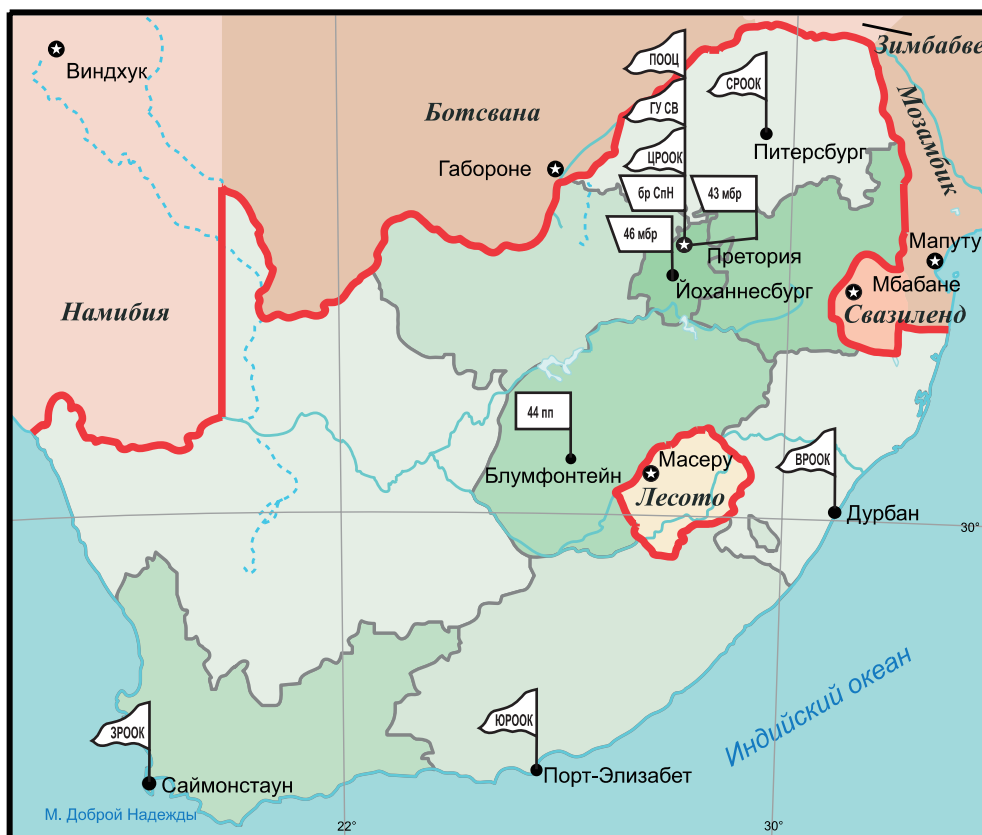 Виндхук
Ботсвана
Габороне
Намибия
ПООЦ
ГУ СВ
ЦРООК
бр СпН
43 мбр
46 мбр
СРООК
Питерсбург
Зимбабве
Мозамбик
Претория
Йоханнесбург
Мапуту
Мбабане
Свазиленд
44 пп
Блумфонтейн
Масеру
Лесото
ВРООК
Дурбан
30°
ЗРООК
Саймонстаун
ЮРООК
Порт-Элизабет
Индийский океан
М. Доброй Надежды
22°
30°